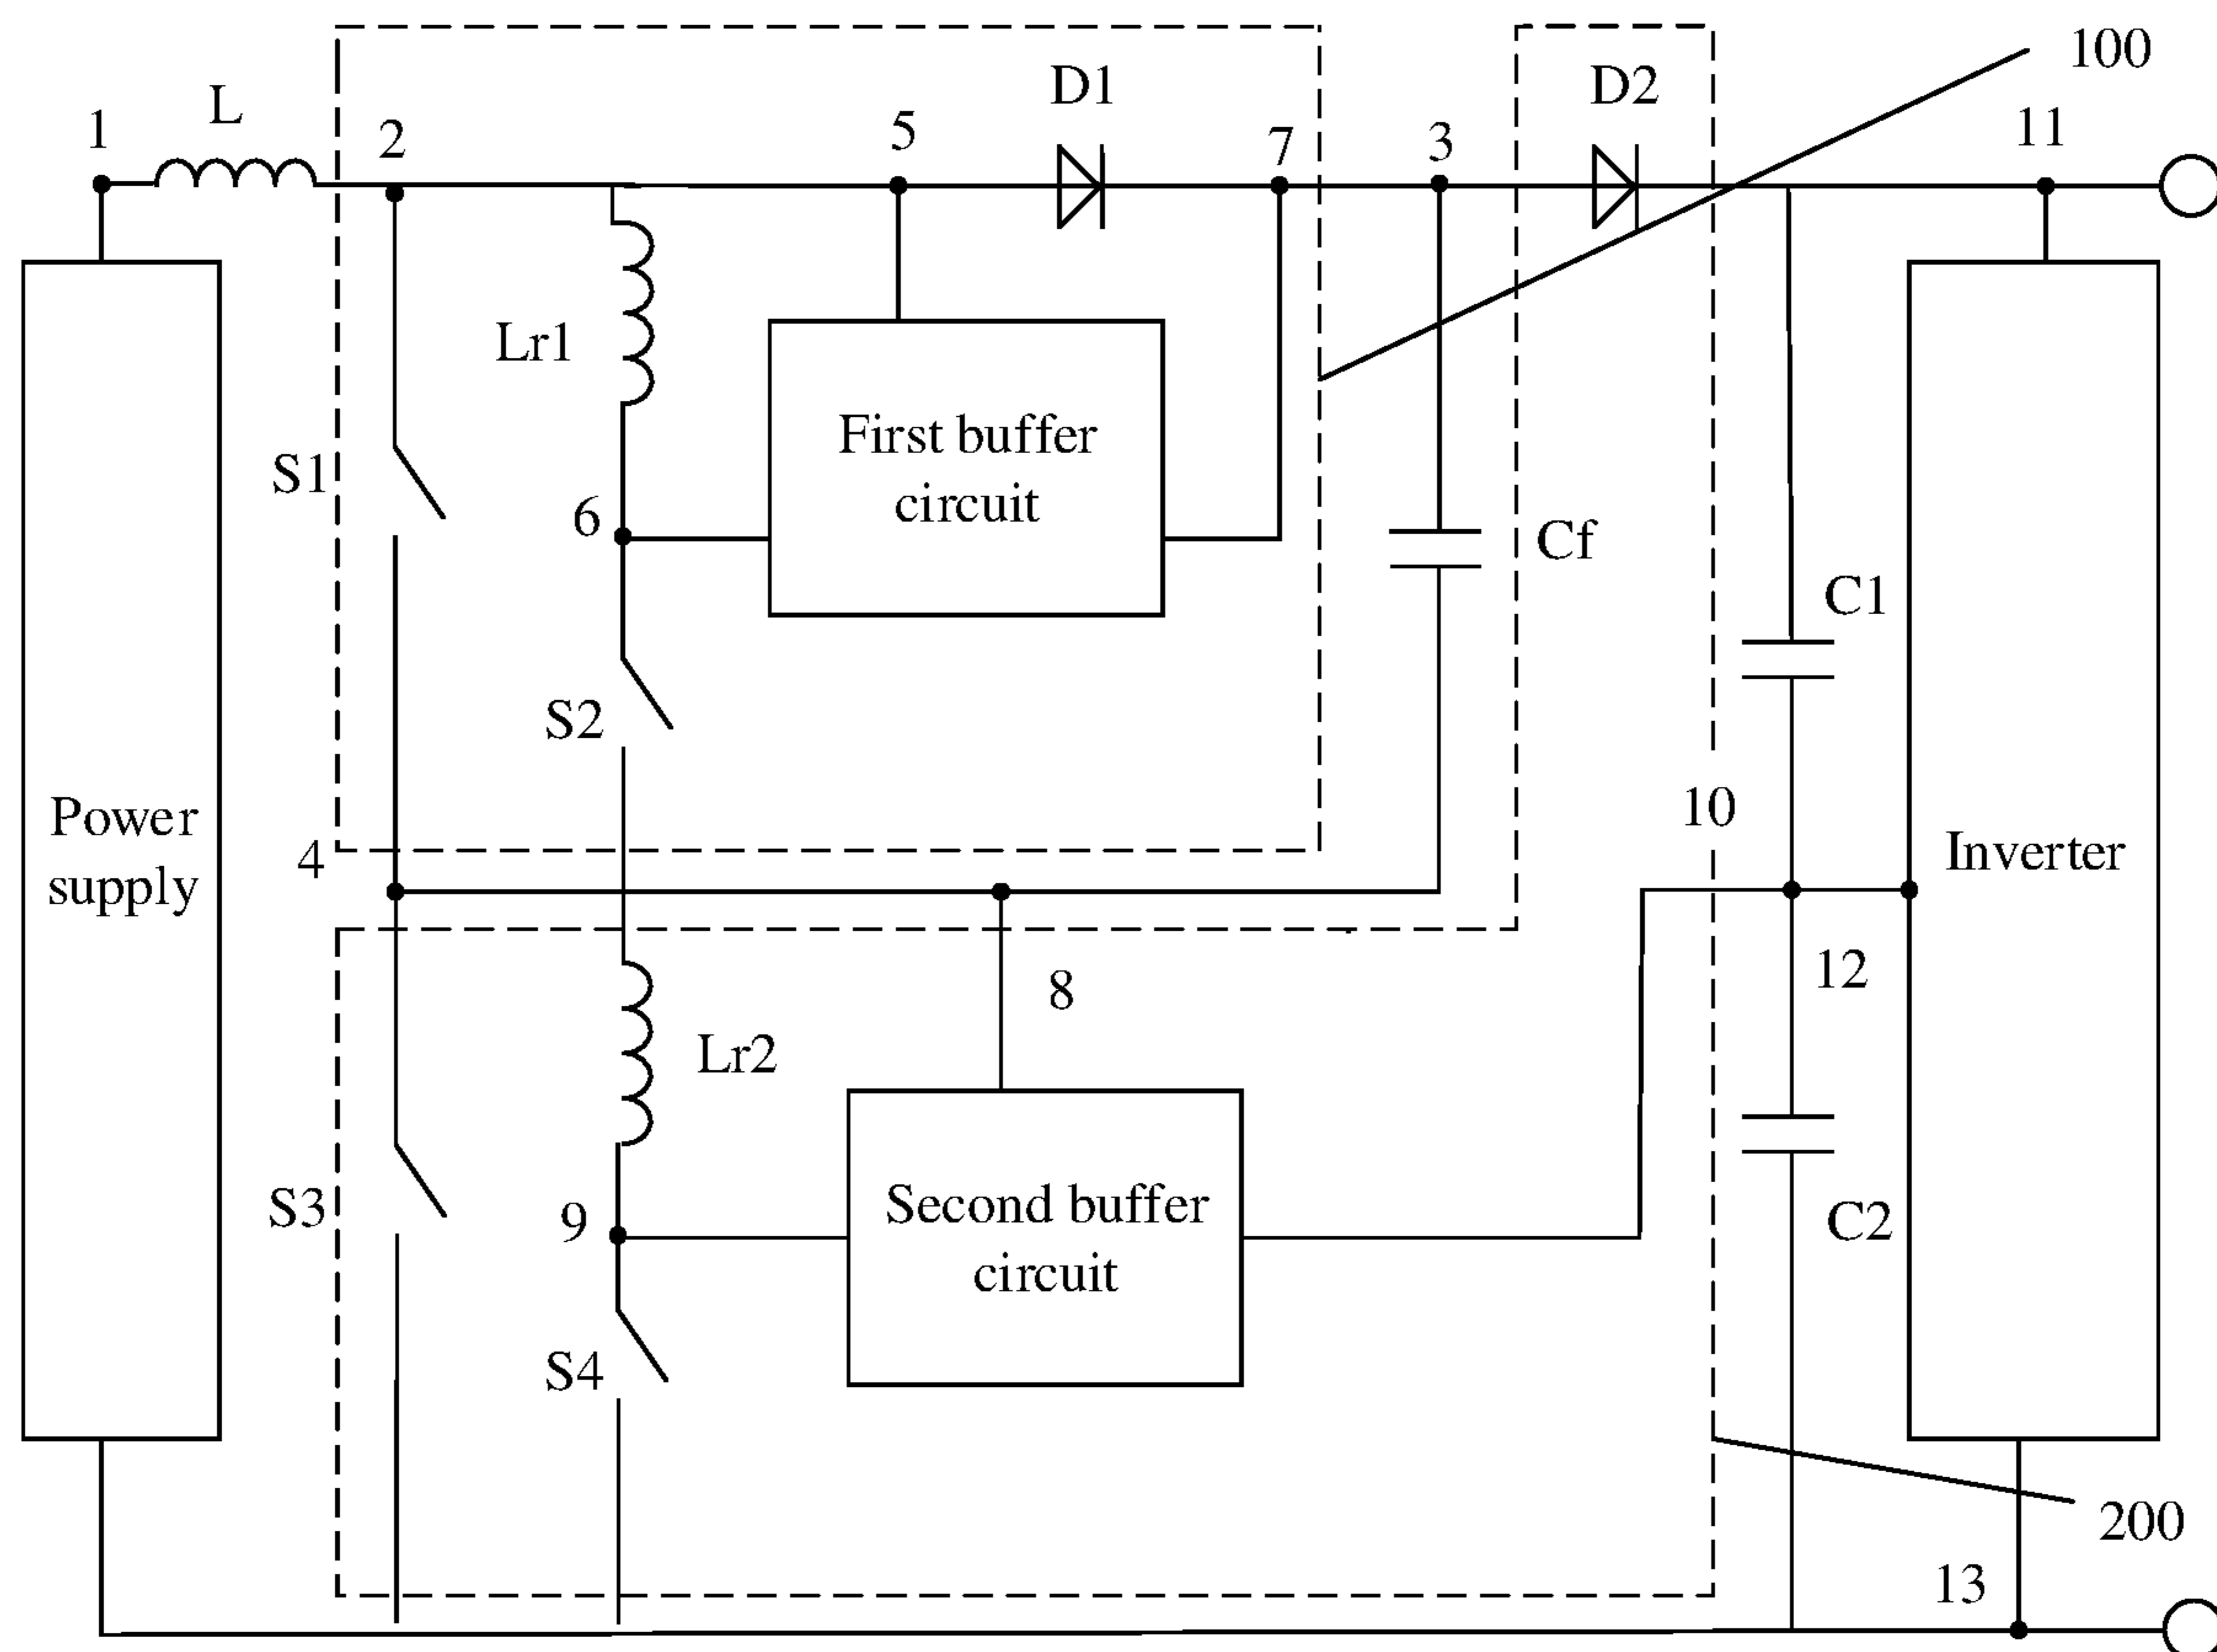 100
D1
D2
L
1
2
5
7
3
11
Lr1
First buffer
circuit
S1
6
Cf
C1
S2
10
Power
supply
4
Inverter
12
8
Lr2
Second buffer
circuit
S3
9
C2
S4
200
13